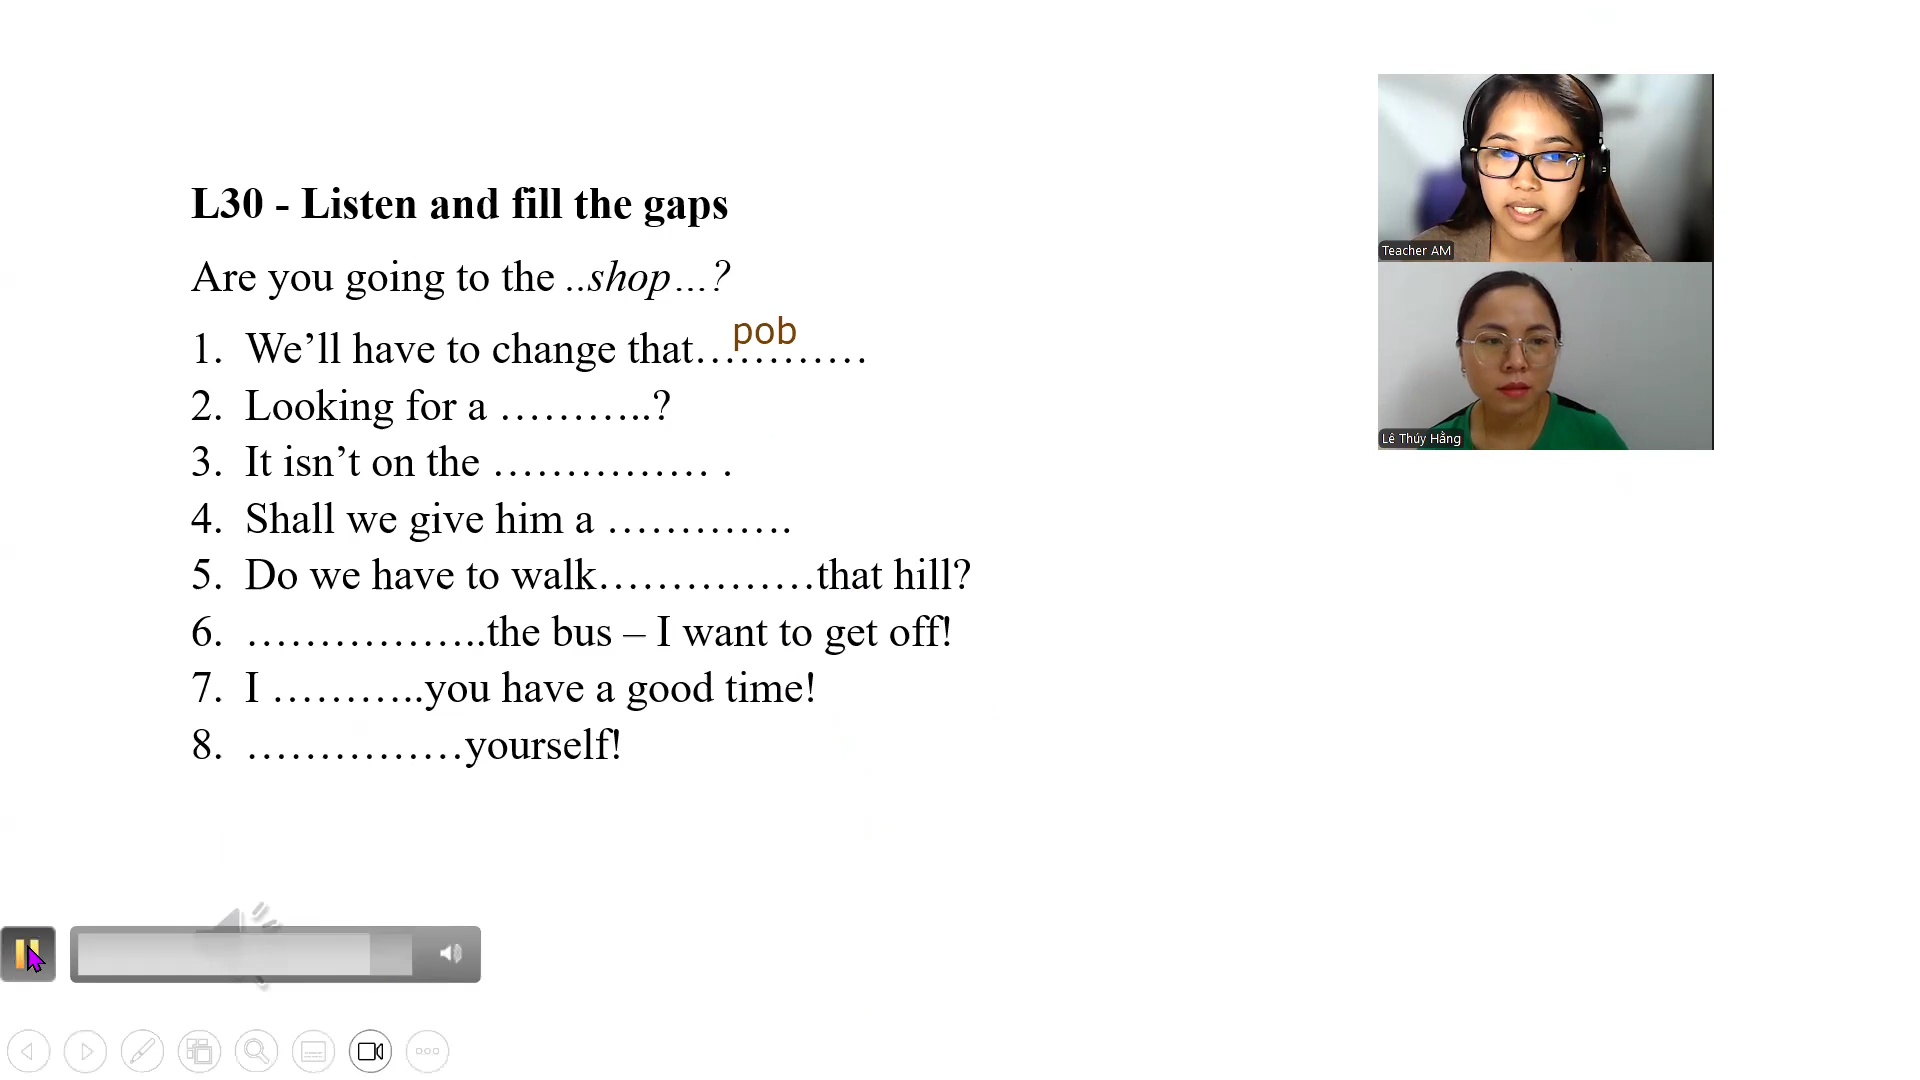 L30 - Listen and fill the gaps
Are you going to the ..shop…?
1. We’ll have to change that…………
pob
2. Looking for a ………..?
3. It isn’t on the …………… .
4. Shall we give him a ………….
5. Do we have to walk……………that hill?
6. ……………..the bus – I want to get off!
7. I ………..you have a good time!
8. ……………yourself!
Teacher AM
Lê Thúy Hằng